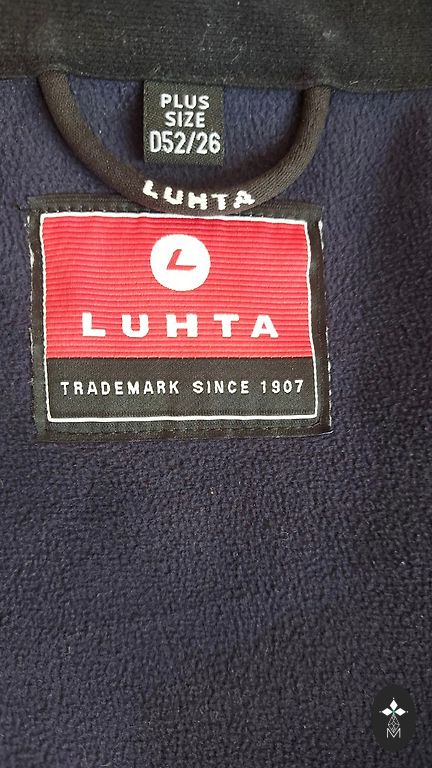 PLUS
SIZE
D52/26
LUHTA
L
LUHTA
TRADEMARK SINCE 1907
M